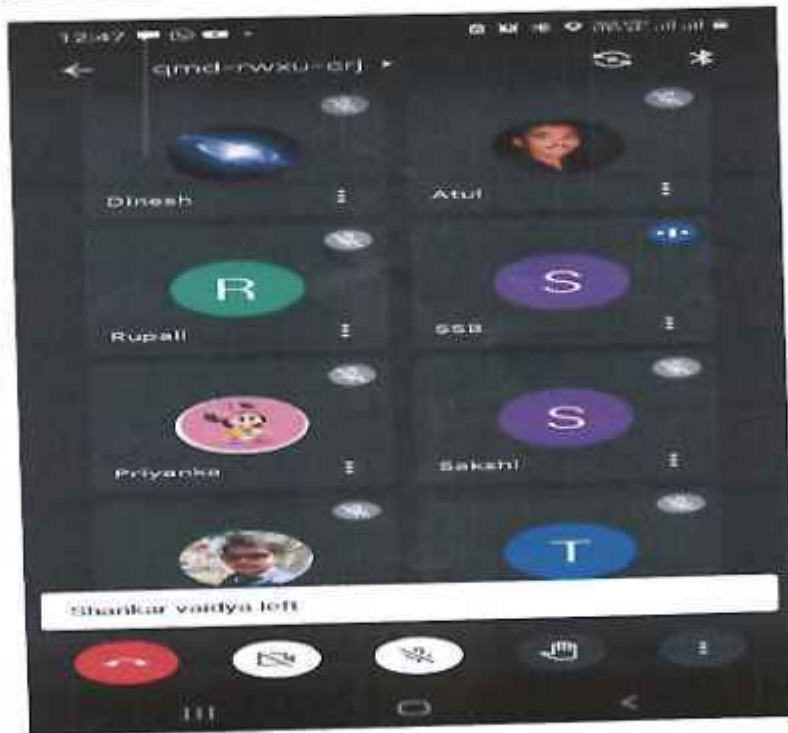 12:47
qmd-rwxu-crj
Dinesh
Atul
R
S
Rupali
SSB
S
Priyanka
Sakshi
T
Shankar vaidya left